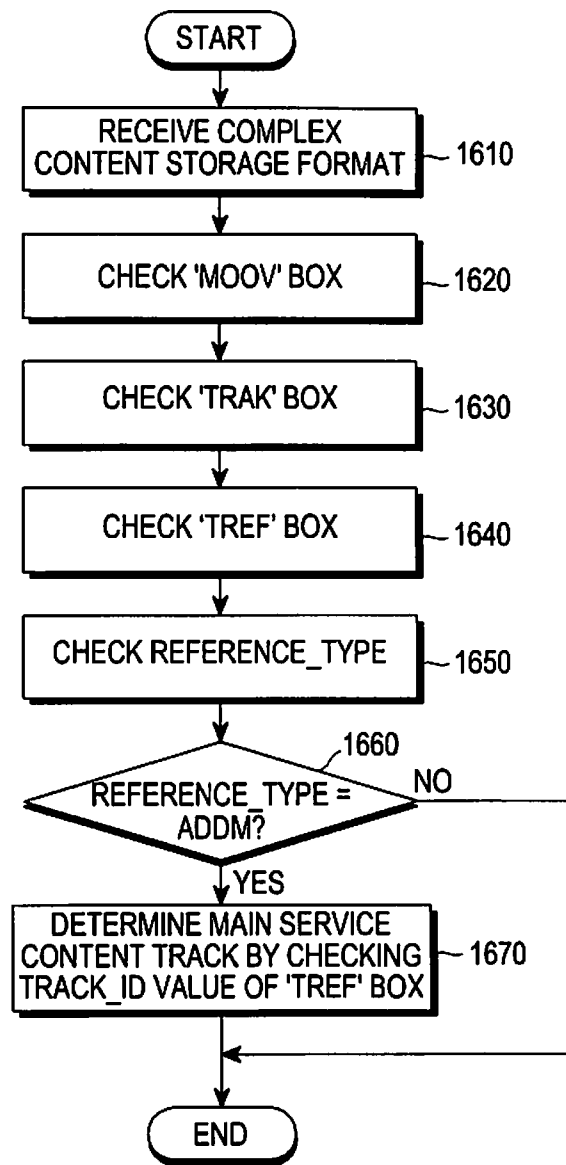 START
RECEIVE COMPLEX
CONTENT STORAGE FORMAT
1610
CHECK 'MOOV' BOX
1620
CHECK 'TRAK' BOX
1630
CHECK 'TREF' BOX
1640
CHECK REFERENCE_TYPE
1650
1660
REFERENCE_TYPE =
ADDM?
NO
YES
DETERMINE MAIN SERVICE
CONTENT TRACK BY CHECKING
TRACK_ID VALUE OF 'TREF' BOX
1670
END